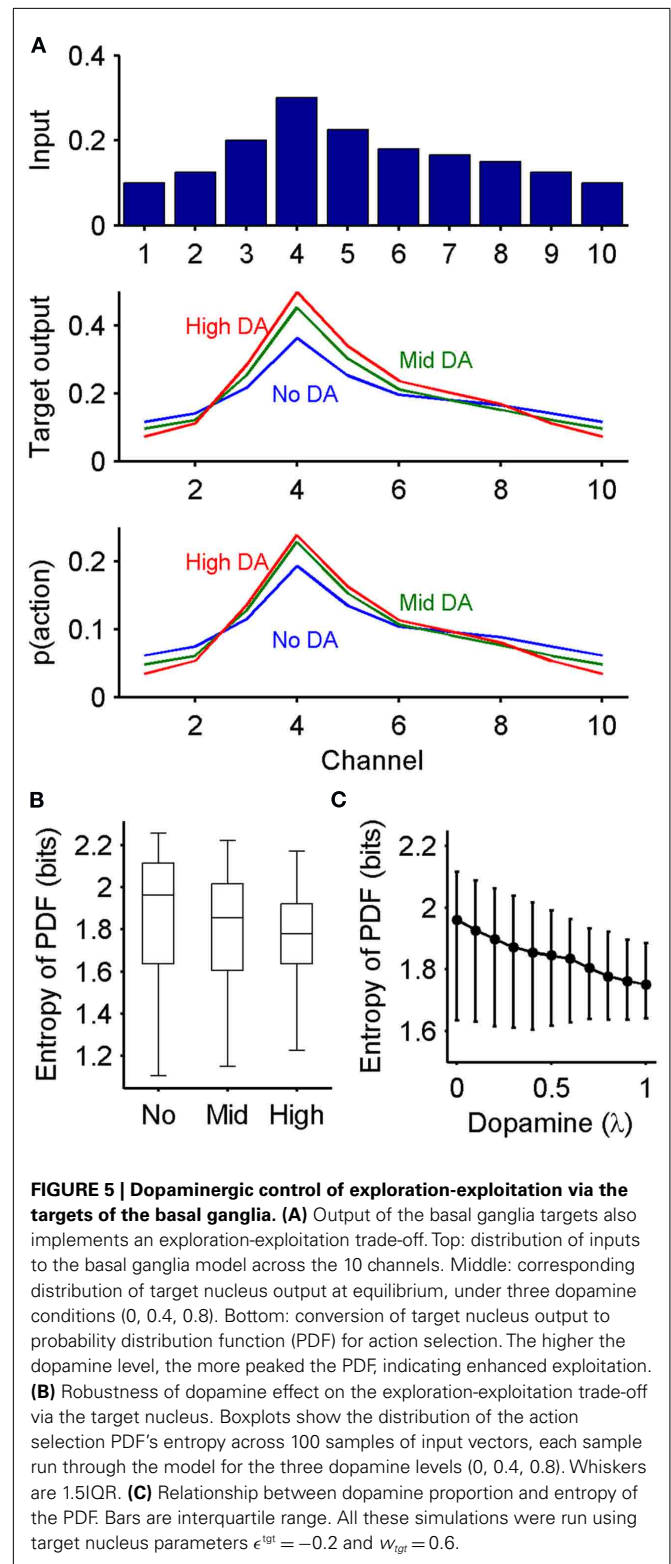 A
Input
0.4
0.2
0
1 2 3 4 5 6 7 8 9 10
Target output
0.4
0.2
0
High DA
Mid DA
No DA
2 4 6 8 10
p(action)
0.2
0.1
0
High DA
Mid DA
No DA
2 4 6 8 10
Channel
B
Entropy of PDF (bits)
2.2
2
1.8
1.6
1.4
1.2
No Mid High
C
Entropy of PDF (bits)
2.2
2
1.8
1.6
0 0.5 1
Dopamine (λ)
FIGURE 5 | Dopaminergic control of exploration-exploitation via the
targets of the basal ganglia. (A) Output of the basal ganglia targets also
implements an exploration-exploitation trade-off. Top: distribution of inputs
to the basal ganglia model across the 10 channels. Middle: corresponding
distribution of target nucleus output at equilibrium, under three dopamine
conditions (0, 0.4, 0.8). Bottom: conversion of target nucleus output to
probability distribution function (PDF) for action selection. The higher the
dopamine level, the more peaked the PDF, indicating enhanced exploitation.
(B) Robustness of dopamine effect on the exploration-exploitation trade-off
via the target nucleus. Boxplots show the distribution of the action
selection PDF's entropy across 100 samples of input vectors, each sample
run through the model for the three dopamine levels (0, 0.4, 0.8). Whiskers
are 1.5IQR. (C) Relationship between dopamine proportion and entropy of
the PDF. Bars are interquartile range. All these simulations were run using
target nucleus parameters ϵtgt = −0.2 and wtgt = 0.6.